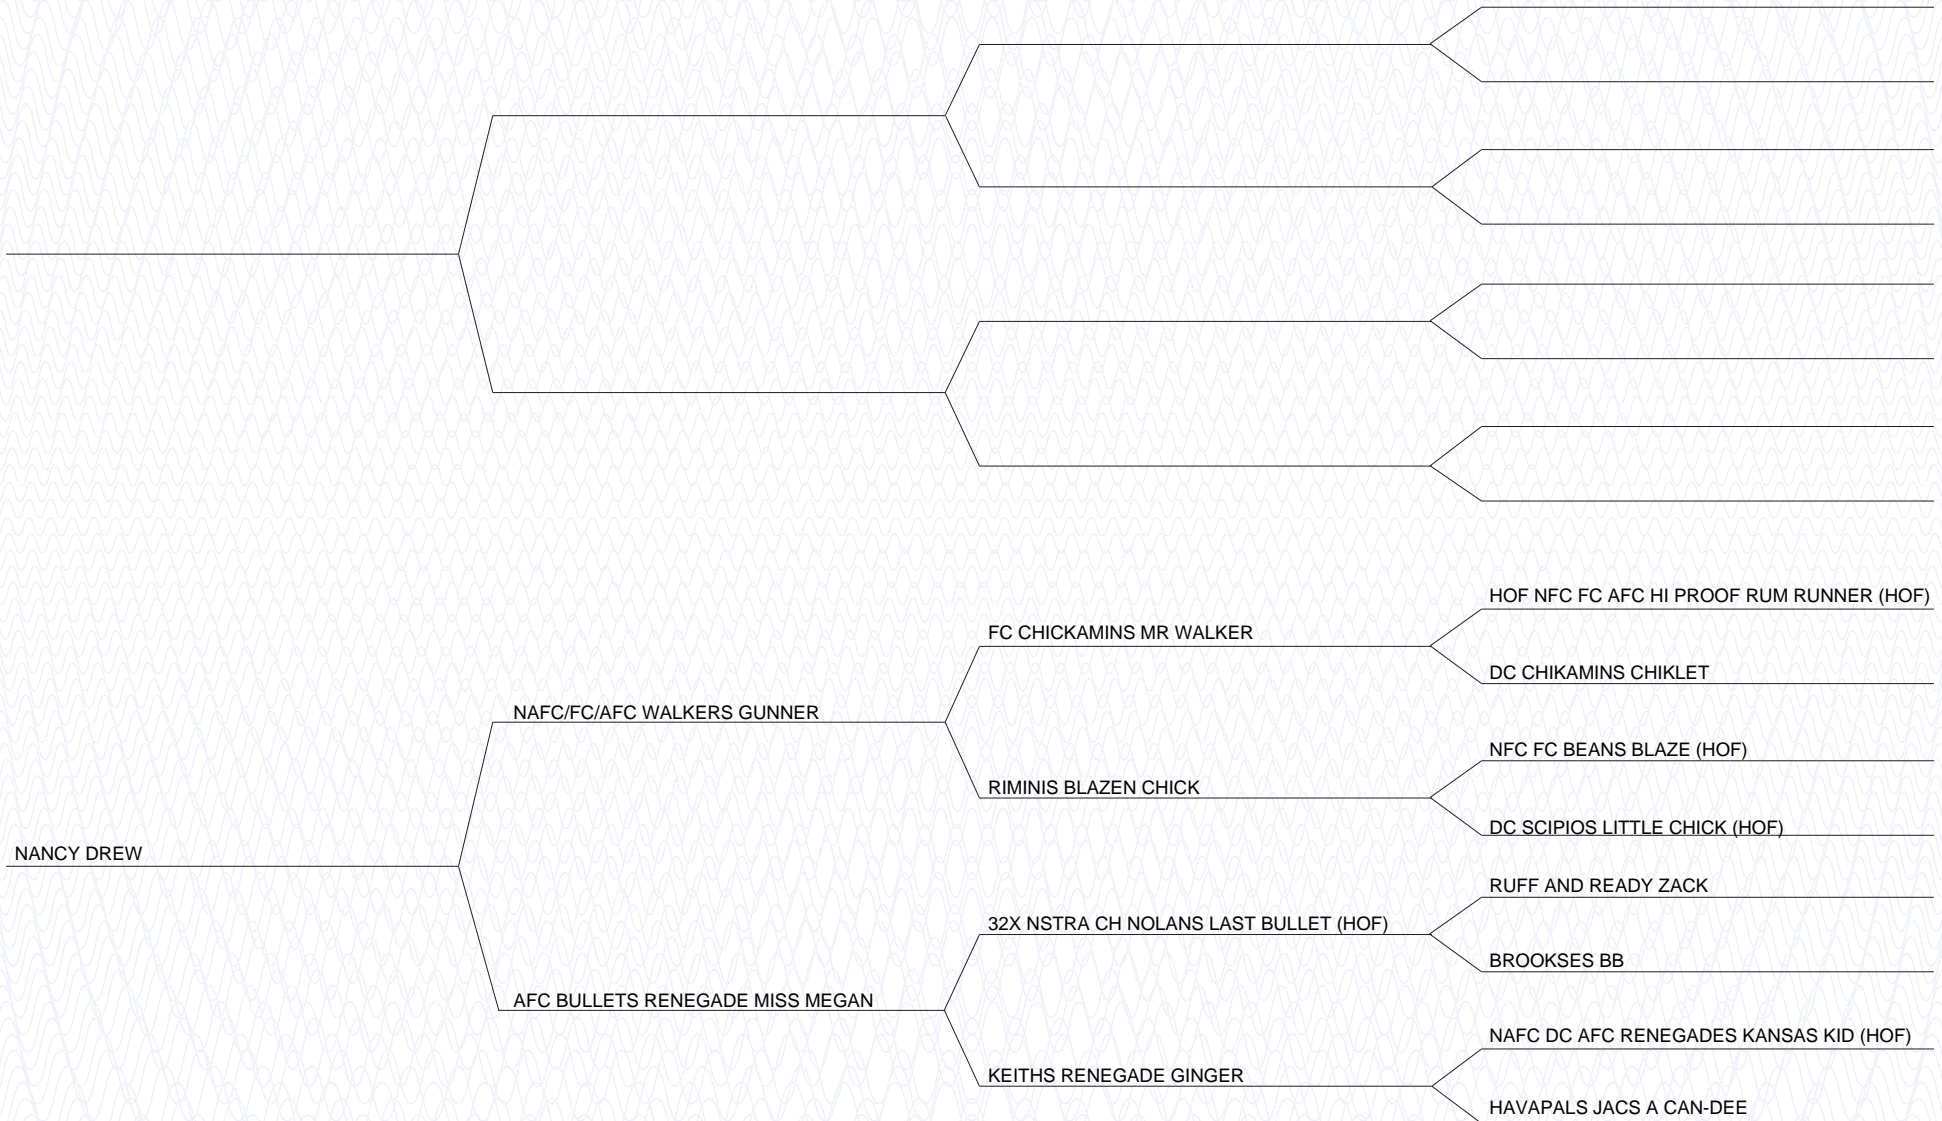 HOF NFC FC AFC HI PROOF RUM RUNNER (HOF)
FC CHICKAMINS MR WALKER
DC CHIKAMINS CHIKLET
NAFC/FC/AFC WALKERS GUNNER
NFC FC BEANS BLAZE (HOF)
RIMINIS BLAZEN CHICK
DC SCIPIOS LITTLE CHICK (HOF)
NANCY DREW
RUFF AND READY ZACK
32X NSTRA CH NOLANS LAST BULLET (HOF)
BROOKSES BB
AFC BULLETS RENEGADE MISS MEGAN
NAFC DC AFC RENEGADES KANSAS KID (HOF)
KEITHS RENEGADE GINGER
HAVAPALS JACS A CAN-DEE